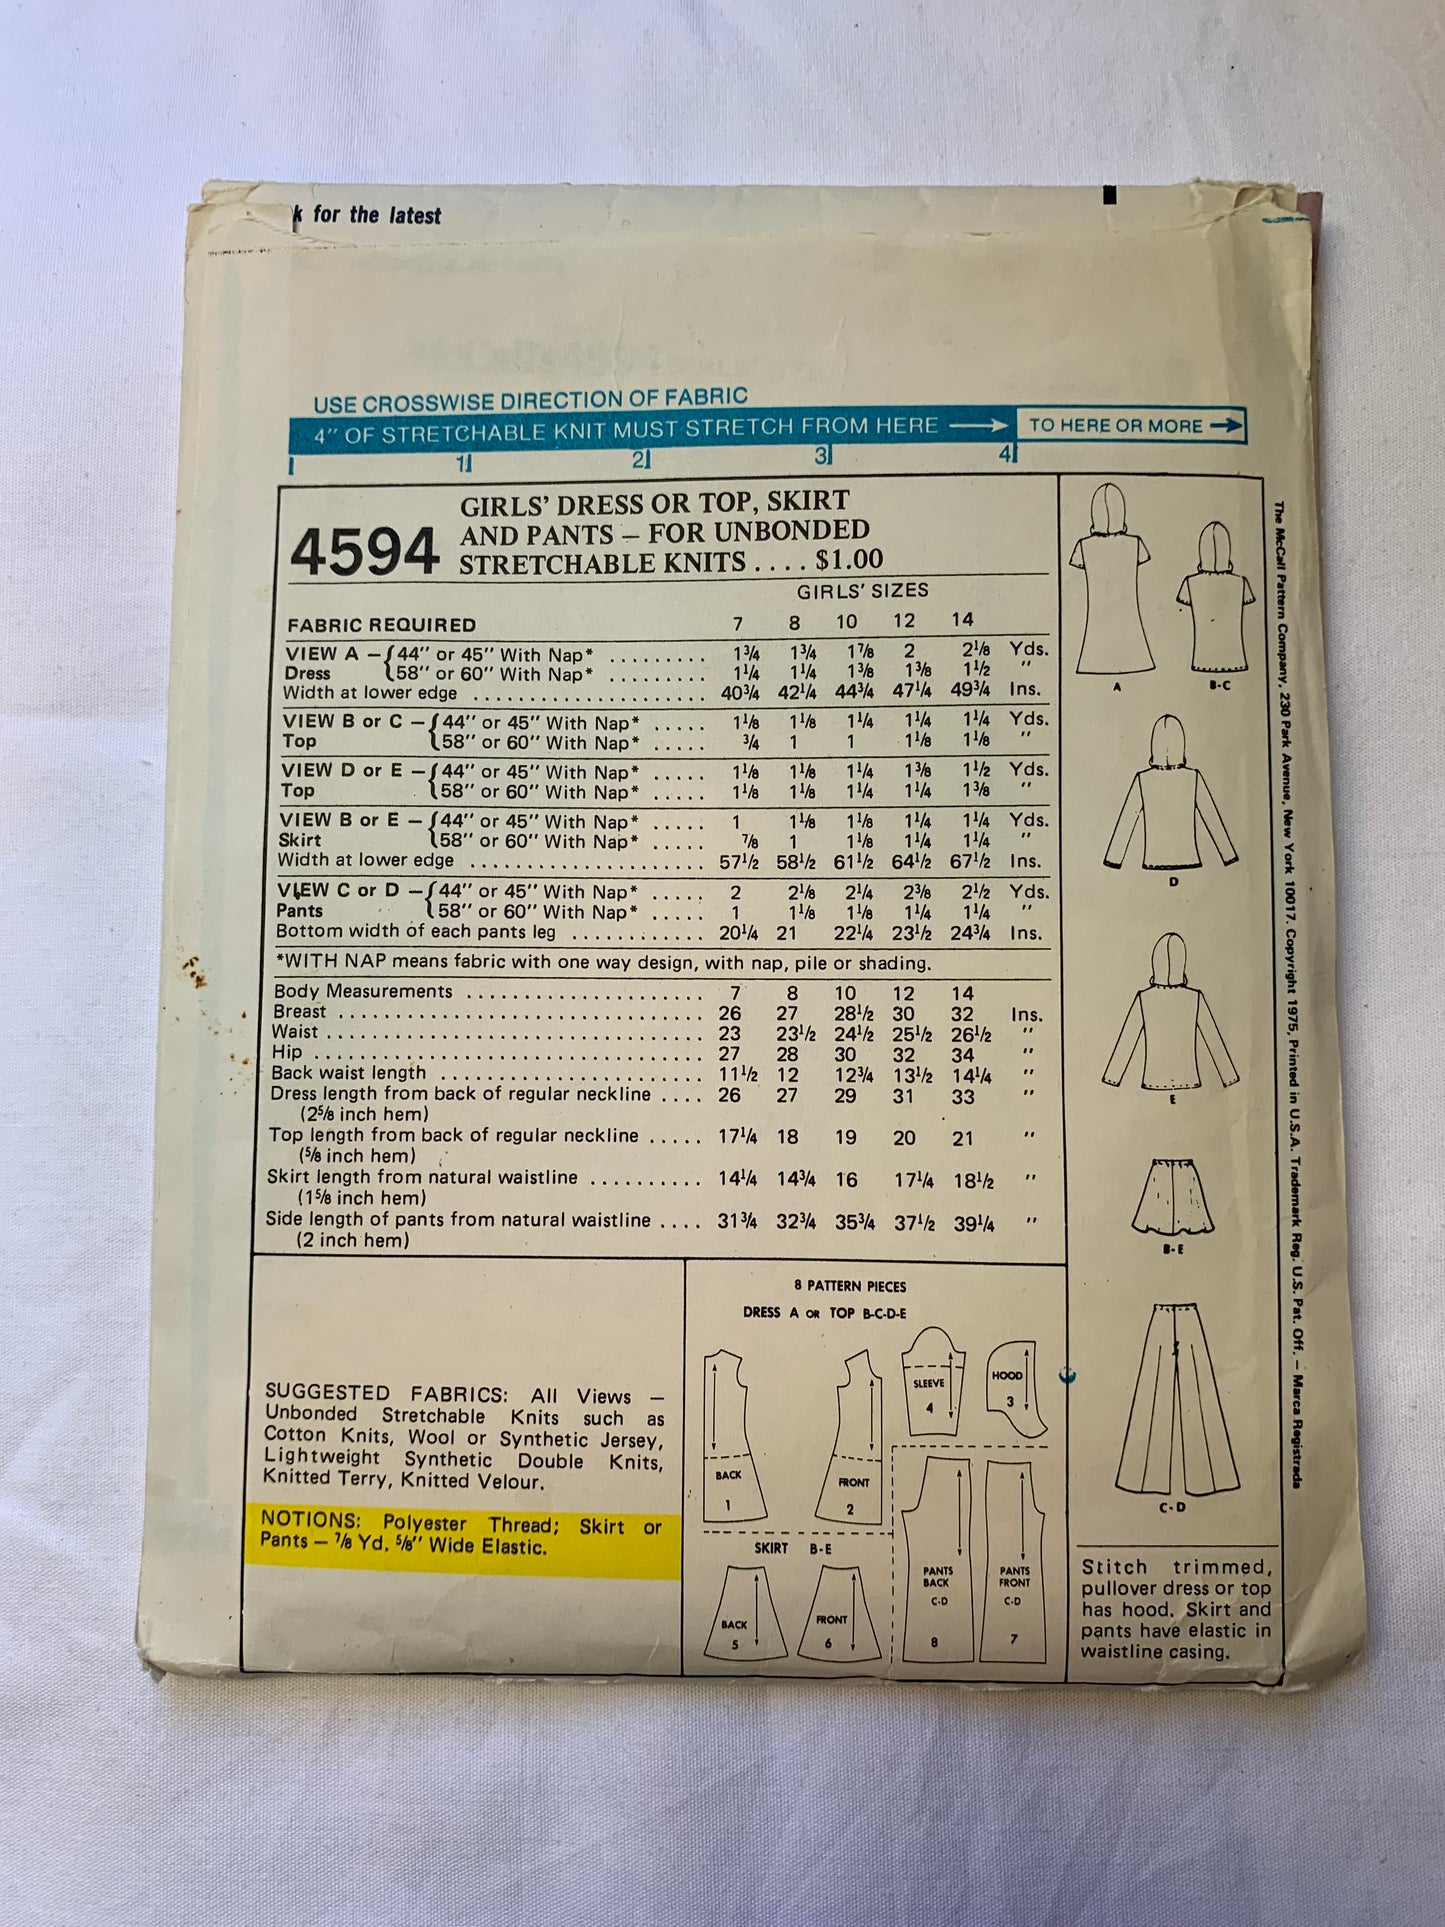 k for the latest
USE CROSSWISE DIRECTION OF FABRIC
4" OF STRETCHABLE KNIT MUST STRETCH FROM HERE → TO HERE OR MORE →
1 2 3 4
4594
GIRLS' DRESS OR TOP, SKIRT
AND PANTS – FOR UNBONDED
STRETCHABLE KNITS .... $1.00
GIRLS' SIZES
FABRIC REQUIRED 7 8 10 12 14
VIEW A – {44" or 45" With Nap* ......... 1¾ 1¾ 1⅞ 2 2⅛ Yds.
Dress {58" or 60" With Nap* ......... 1¼ 1¼ 1⅜ 1⅜ 1½ "
Width at lower edge .................... 40¾ 42¼ 44¾ 47¼ 49¾ Ins.
VIEW B or C – {44" or 45" With Nap* ..... 1⅛ 1⅛ 1¼ 1¼ 1¼ Yds.
Top {58" or 60" With Nap* ..... ¾ 1 1 1⅛ 1⅛ "
VIEW D or E – {44" or 45" With Nap* ..... 1⅛ 1⅛ 1¼ 1⅜ 1½ Yds.
Top {58" or 60" With Nap* ..... 1⅛ 1⅛ 1¼ 1¼ 1⅜ "
VIEW B or E – {44" or 45" With Nap* ..... 1 1⅛ 1⅛ 1¼ 1¼ Yds.
Skirt {58" or 60" With Nap* ..... ⅞ 1 1⅛ 1¼ 1¼ "
Width at lower edge .................... 57½ 58½ 61½ 64½ 67½ Ins.
VIEW C or D – {44" or 45" With Nap* ..... 2 2⅛ 2¼ 2⅜ 2½ Yds.
Pants {58" or 60" With Nap* ..... 1 1⅛ 1⅛ 1¼ 1¼ "
Bottom width of each pants leg ............ 20¼ 21 22¼ 23½ 24¾ Ins.
*WITH NAP means fabric with one way design, with nap, pile or shading.
Body Measurements ..................... 7 8 10 12 14
Breast ................................ 26 27 28½ 30 32 Ins.
Waist ................................. 23 23½ 24½ 25½ 26½ "
Hip ................................... 27 28 30 32 34 "
Back waist length ....................... 11½ 12 12¾ 13½ 14¼ "
Dress length from back of regular neckline .... 26 27 29 31 33 "
(2⅝ inch hem)
Top length from back of regular neckline ..... 17¼ 18 19 20 21 "
(⅝ inch hem)
Skirt length from natural waistline .......... 14¼ 14¾ 16 17¼ 18½ "
(1⅝ inch hem)
Side length of pants from natural waistline .... 31¾ 32¾ 35¾ 37½ 39¼ "
(2 inch hem)
SUGGESTED FABRICS: All Views –
Unbonded Stretchable Knits such as
Cotton Knits, Wool or Synthetic Jersey,
Lightweight Synthetic Double Knits,
Knitted Terry, Knitted Velour.
NOTIONS: Polyester Thread; Skirt or
Pants – ⅞ Yd. ⅝" Wide Elastic.
8 PATTERN PIECES
DRESS A OR TOP B-C-D-E
BACK
1
FRONT
2
SLEEVE
4
HOOD
3
SKIRT B-E
BACK
5
FRONT
6
PANTS
BACK
C-D
8
PANTS
FRONT
C-D
7
A
B-C
D
E
B-E
C-D
Stitch trimmed,
pullover dress or top
has hood. Skirt and
pants have elastic in
waistline casing.
The McCall Pattern Company, 230 Park Avenue, New York 10017. Copyright 1975, Printed in U.S.A. Trademark Reg. U.S. Pat. Off. – Marca Registrada